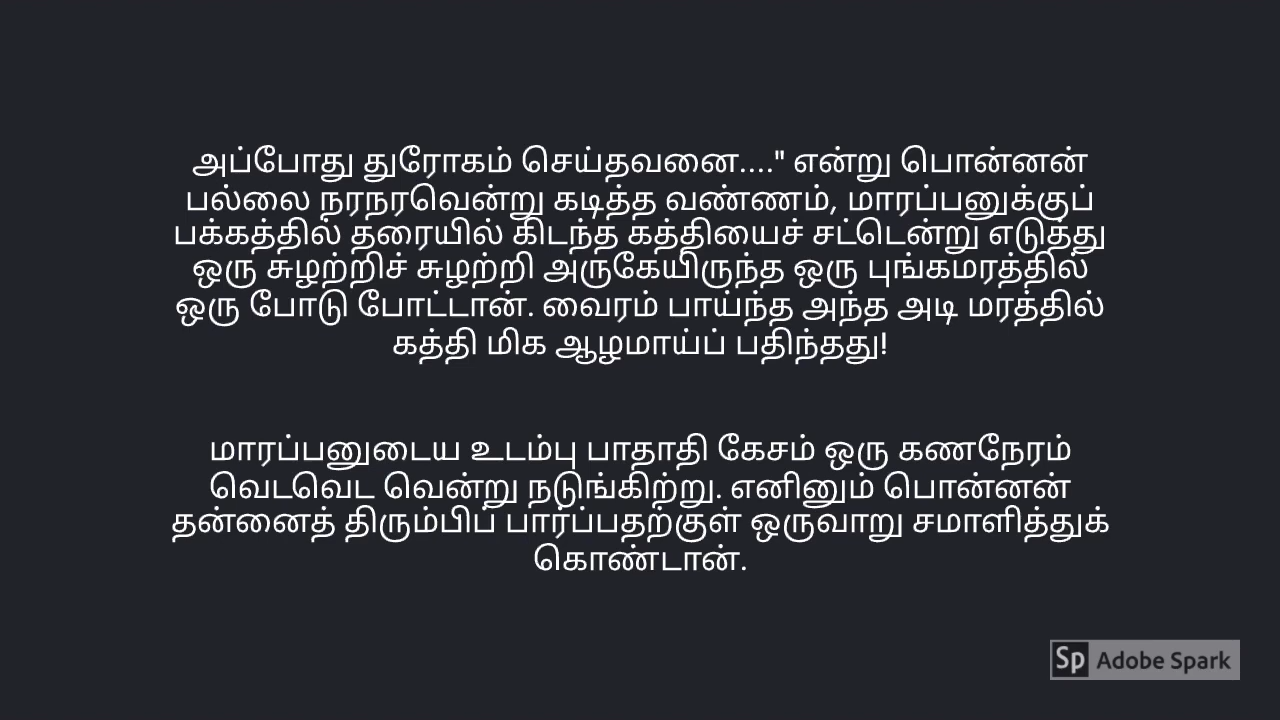 அப்போது துரோகம் செய்தவனை...." என்று பொன்னன்
பல்லை நரநரவென்று கடித்த வண்ணம், மாரப்பனுக்குப்
பக்கத்தில் தரையில் கிடந்த கத்தியைச் சட்டென்று எடுத்து
ஒரு சுழற்றிச் சுழற்றி அருகேயிருந்த ஒரு புங்கமரத்தில்
ஒரு போடு போட்டான். வைரம் பாய்ந்த அந்த அடி மரத்தில்
கத்தி மிக ஆழமாய்ப் பதிந்தது!
மாரப்பனுடைய உடம்பு பாதாதி கேசம் ஒரு கணநேரம்
வெடவெட வென்று நடுங்கிற்று. எனினும் பொன்னன்
தன்னைத் திரும்பிப் பார்ப்பதற்குள் ஒருவாறு சமாளித்துக்
கொண்டான்.
Sp Adobe Spark